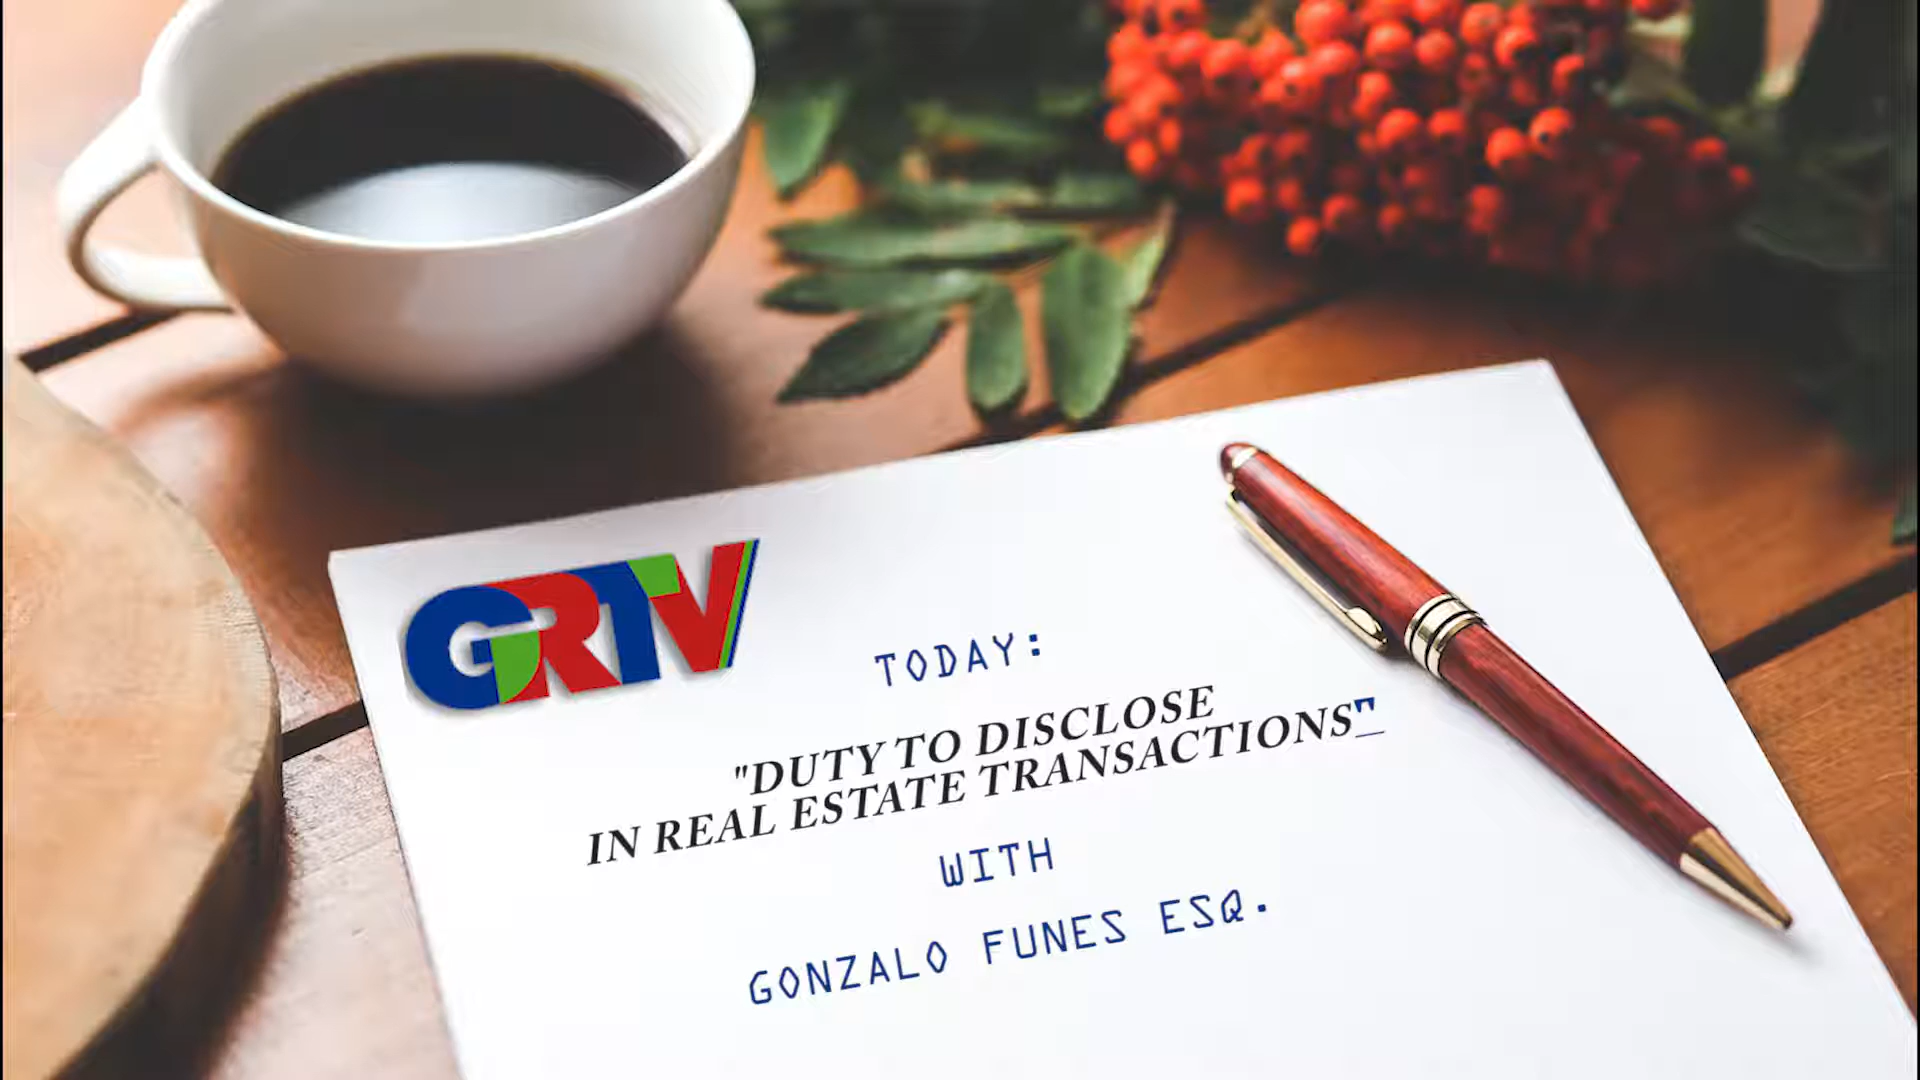 GRTV
TODAY:
"DUTY TO DISCLOSE
IN REAL ESTATE TRANSACTIONS"
WITH
GONZALO FUNES ESQ.